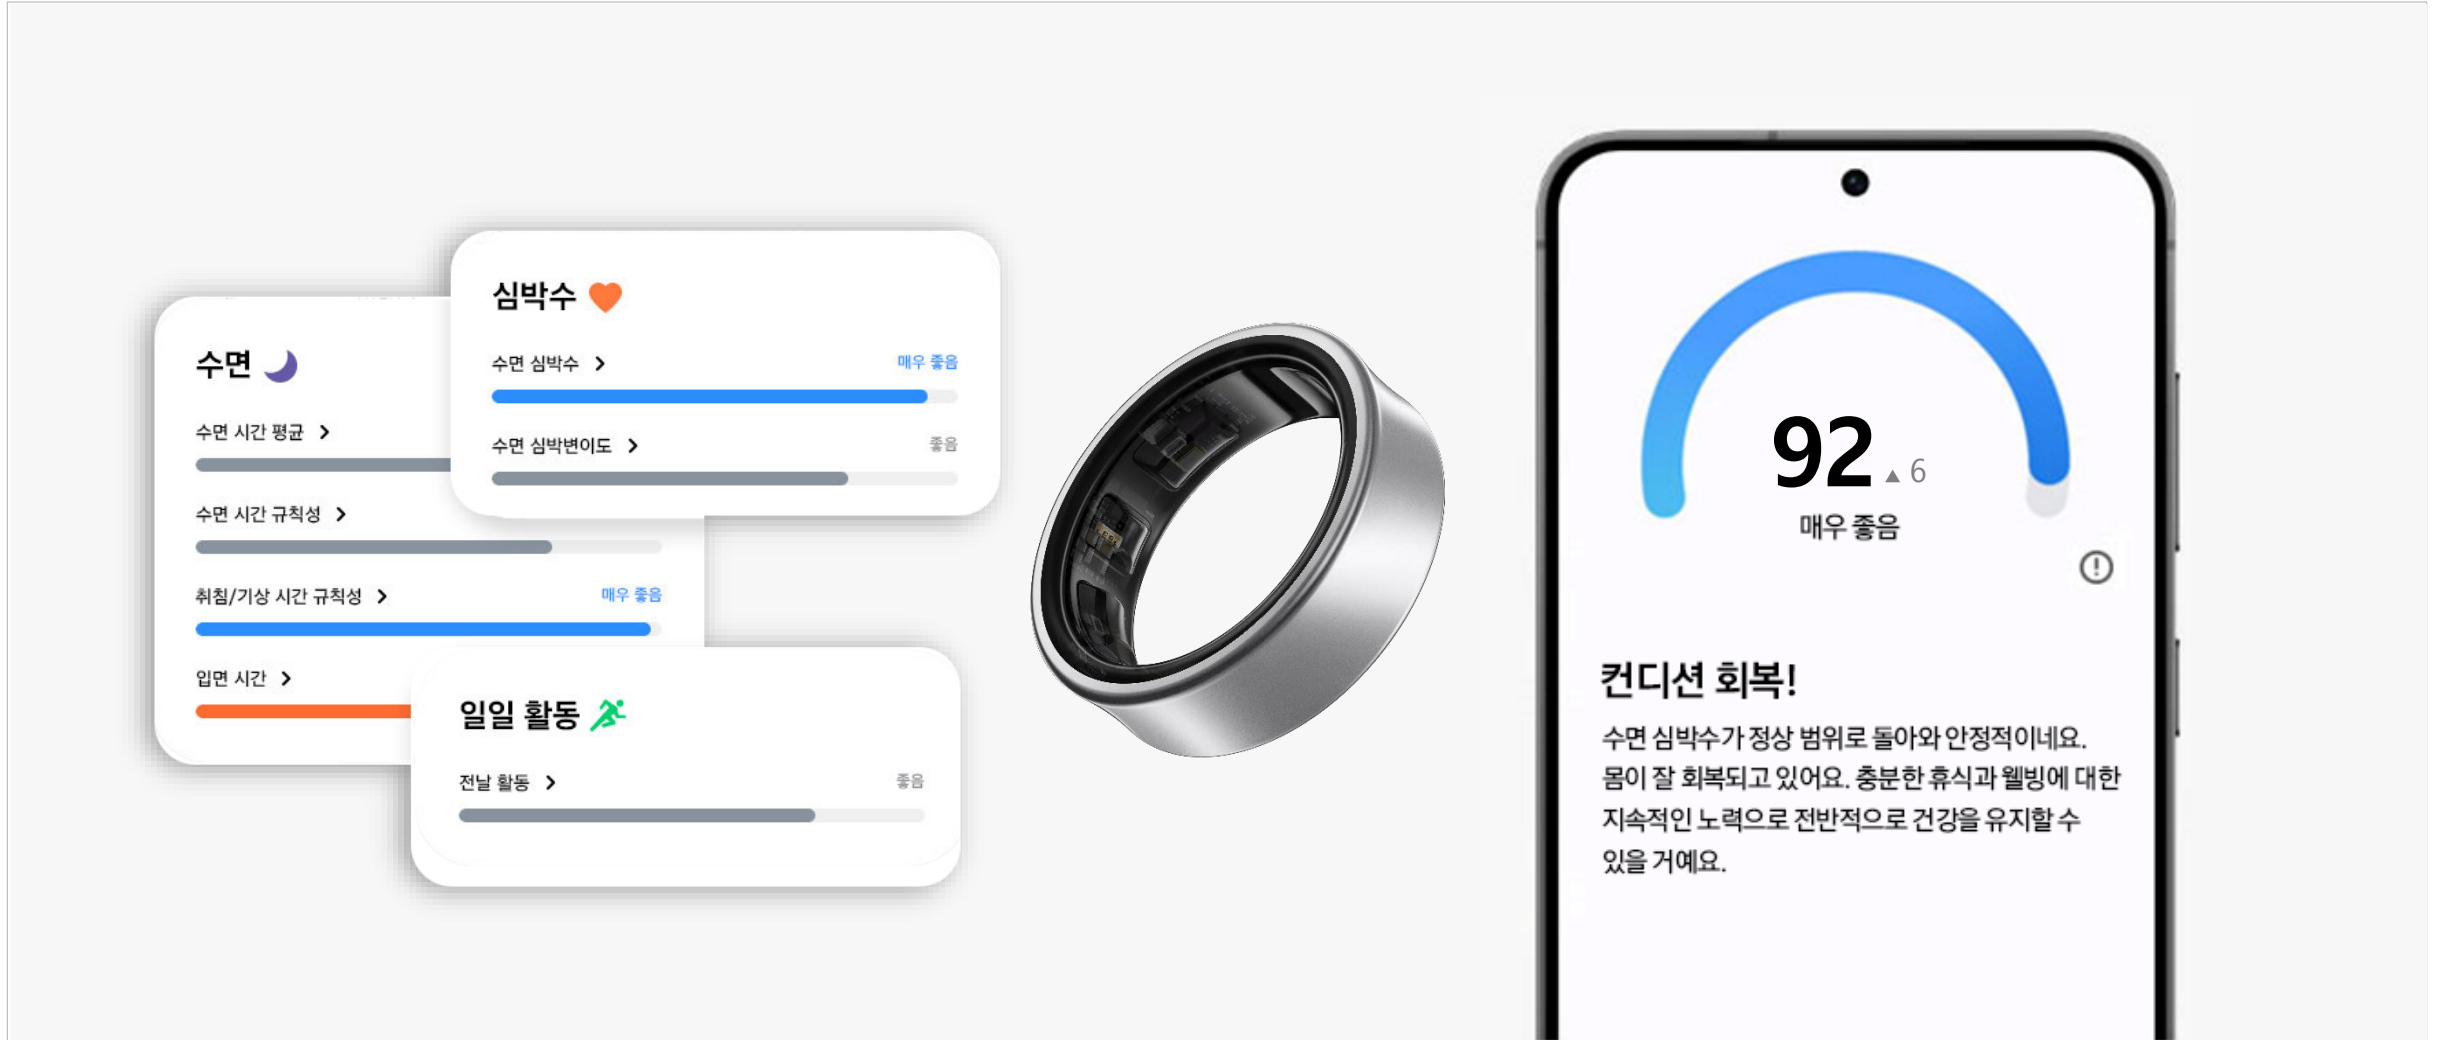 수면
수면 시간 평균
수면 시간 규칙성
취침/기상 시간 규칙성 매우 좋음
입면 시간
심박수
수면 심박수 매우 좋음
수면 심박변이도 좋음
일일 활동
전날 활동 좋음
92 ▲ 6
매우 좋음
컨디션 회복!
수면 심박수가 정상 범위로 돌아와 안정적이네요.
몸이 잘 회복되고 있어요. 충분한 휴식과 웰빙에 대한
지속적인 노력으로 전반적으로 건강을 유지할 수
있을 거예요.